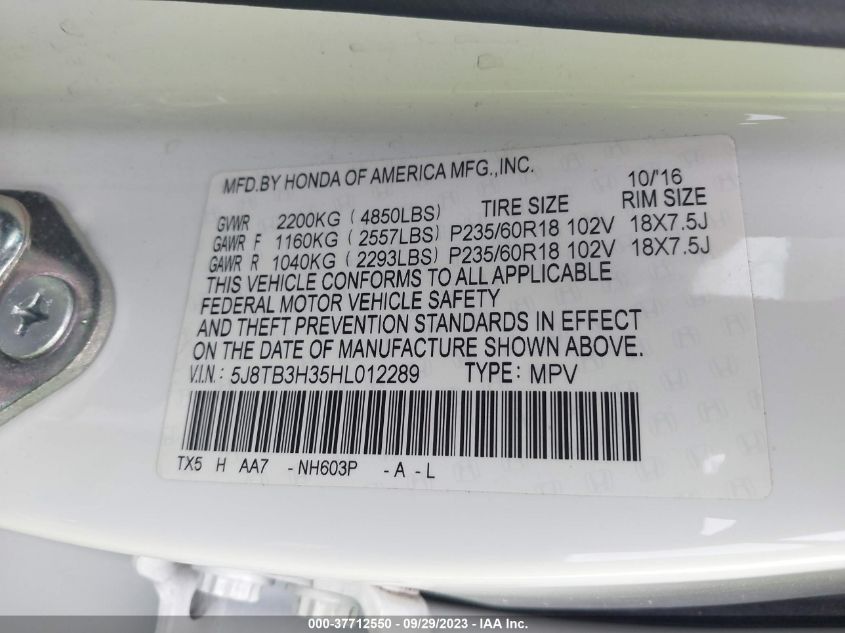 MFD.BY HONDA OF AMERICA MFG.,INC. 10/'16
GVWR 2200KG ( 4850LBS) TIRE SIZE RIM SIZE
GAWR F 1160KG ( 2557LBS) P235/60R18 102V 18X7.5J
GAWR R 1040KG ( 2293LBS) P235/60R18 102V 18X7.5J
THIS VEHICLE CONFORMS TO ALL APPLICABLE
FEDERAL MOTOR VEHICLE SAFETY
AND THEFT PREVENTION STANDARDS IN EFFECT
ON THE DATE OF MANUFACTURE SHOWN ABOVE.
V.I.N. : 5J8TB3H35HL012289 TYPE: MPV
TX5 H AA7 -NH603P - A - L
000-37712550 - 09/29/2023 - IAA Inc.